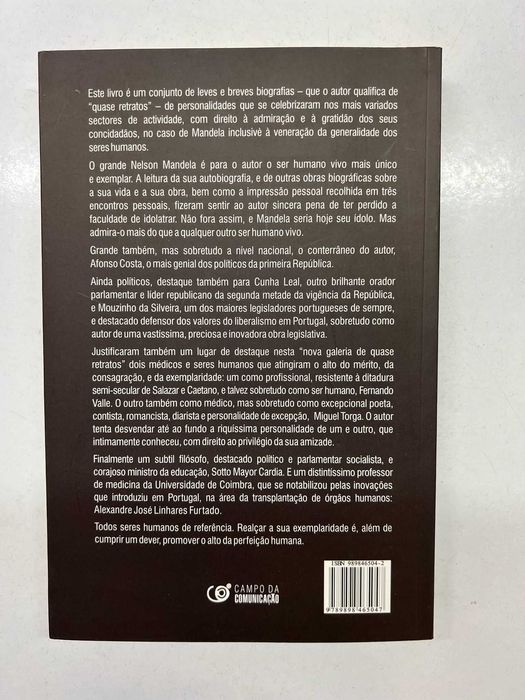 Este livro é um conjunto de leves e breves biografias – que o autor qualifica de
“quase retratos” – de personalidades que se celebrizaram nos mais variados
sectores de actividade, com direito à admiração e à gratidão dos seus
concidadãos, no caso de Mandela inclusivè à veneração da generalidade dos
seres humanos.
O grande Nelson Mandela é para o autor o ser humano vivo mais único
e exemplar. A leitura da sua autobiografia, e de outras obras biográficas sobre
a sua vida e a sua obra, bem como a impressão pessoal recolhida em três
encontros pessoais, fizeram sentir ao autor sincera pena de ter perdido a
faculdade de idolatrar. Não fora assim, e Mandela seria hoje seu ídolo. Mas
admira-o mais do que a qualquer outro ser humano vivo.
Grande também, mas sobretudo a nível nacional, o conterrâneo do autor,
Afonso Costa, o mais genial dos políticos da primeira República.
Ainda políticos, destaque também para Cunha Leal, outro brilhante orador
parlamentar e líder republicano da segunda metade da vigência da República,
e Mouzinho da Silveira, um dos maiores legisladores portugueses de sempre,
e destacado defensor dos valores do liberalismo em Portugal, sobretudo como
autor de uma vastíssima, preciosa e inovadora obra legislativa.
Justificaram também um lugar de destaque nesta “nova galeria de quase
retratos” dois médicos e seres humanos que atingiram o alto do mérito, da
consagração, e da exemplaridade: um como profissional, resistente à ditadura
semi-secular de Salazar e Caetano, e talvez sobretudo como ser humano, Fernando
Valle. O outro também como médico, mas sobretudo como excepcional poeta,
contista, romancista, diarista e personalidade de excepção, Miguel Torga. O autor
tenta desvendar até ao fundo a riquíssima personalidade de um e outro, que
intimamente conheceu, com direito ao privilégio da sua amizade.
Finalmente um subtil filósofo, destacado político e parlamentar socialista, e
corajoso ministro da educação, Sotto Mayor Cardia. E um distintíssimo professor
de medicina da Universidade de Coimbra, que se notabilizou pelas inovações
que introduziu em Portugal, na área da transplantação de órgãos humanos:
Alexandre José Linhares Furtado.
Todos seres humanos de referência. Realçar a sua exemplaridade é, além de
cumprir um dever, promover o alto da perfeição humana.
CAMPO DA
COMUNICAÇÃO
ISBN 989846504-2
9789898465047